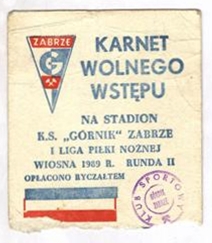 ZABRZE
G
KARNET
WOLNEGO
WSTĘPU
NA STADION
K.S. „GÓRNIK” ZABRZE
I LIGA PIŁKI NOŻNEJ
WIOSNA 1989 R. RUNDA II
OPŁACONO RYCZAŁTEM
KLUB SPORTOWY